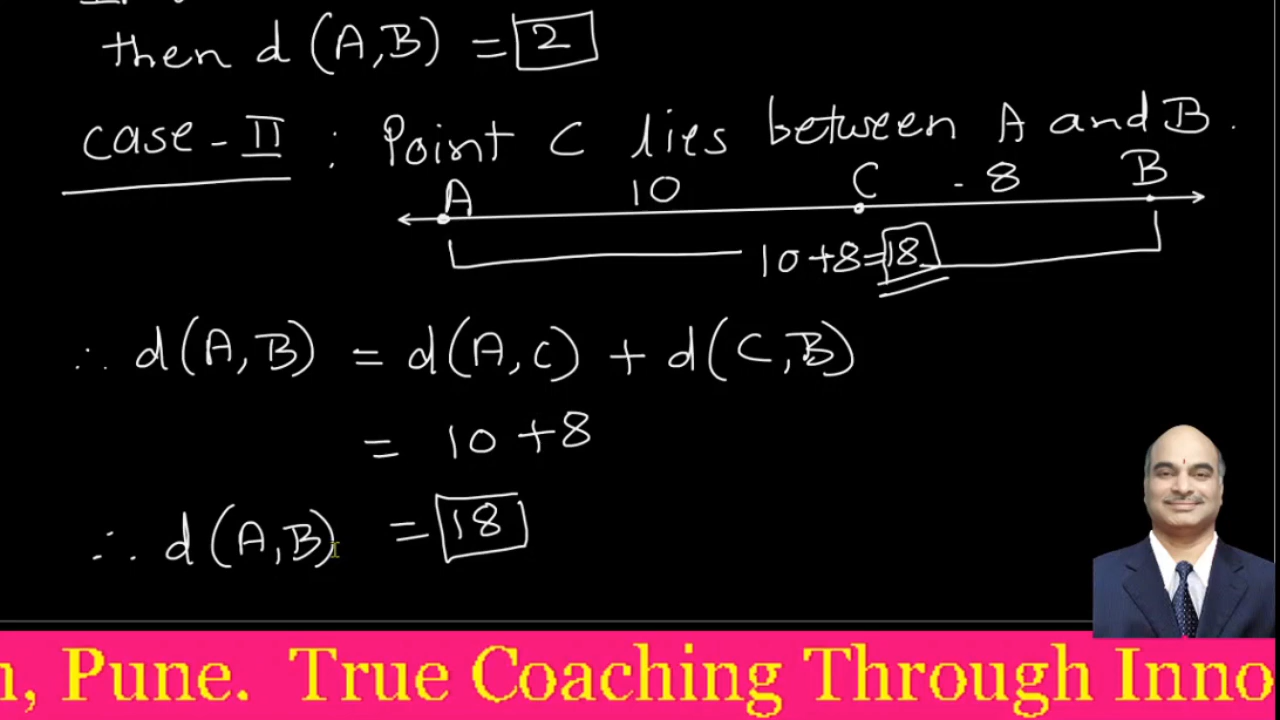 then d (A,B) = 2
case - II : Point C lies between A and B.
A 10 C - 8 B
10+8=18
∴ d(A,B) = d(A,C) + d(C,B)
= 10 +8
∴ d(A,B) = 18
n, Pune. True Coaching Through Inno